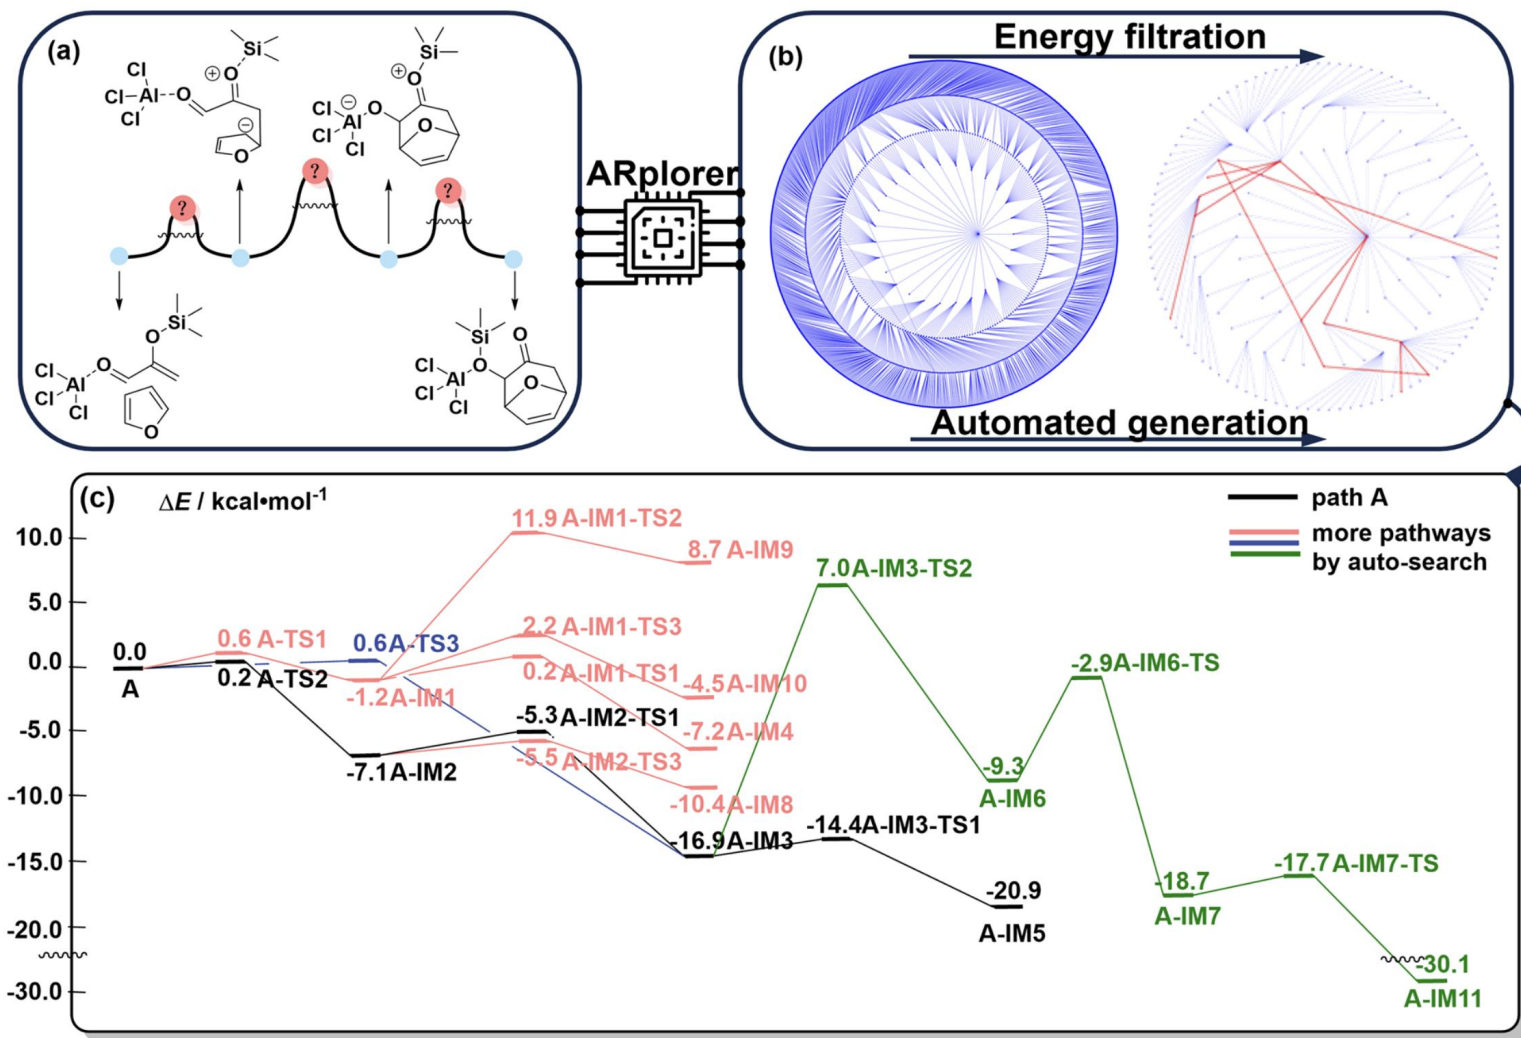 (a)
Si
⊕
O
Cl
Cl
Al
O
Cl
⊖
O
Si
⊕
O
Cl
⊖
O
Cl
Al
O
Cl
?
?
?
Si
O
O
Cl
Al
Cl
Cl
O
Si
O
Cl
O
Cl
Al
O
Cl
ARplorer
(b)
Energy filtration
Automated generation
(c)
ΔE / kcal•mol-1
path A
more pathways
by auto-search
10.0
5.0
0.0
-5.0
-10.0
-15.0
-20.0
-30.0
0.0
A
0.6 A-TS1
0.2 A-TS2
0.6 A-TS3
-1.2 A-IM1
-7.1 A-IM2
11.9 A-IM1-TS2
8.7 A-IM9
2.2 A-IM1-TS3
0.2 A-IM1-TS1
-4.5 A-IM10
-7.2 A-IM4
-5.3 A-IM2-TS1
-5.5 A-IM2-TS3
-10.4 A-IM8
-16.9 A-IM3
7.0 A-IM3-TS2
-14.4 A-IM3-TS1
-20.9
A-IM5
-9.3
A-IM6
-2.9 A-IM6-TS
-18.7
A-IM7
-17.7 A-IM7-TS
-30.1
A-IM11